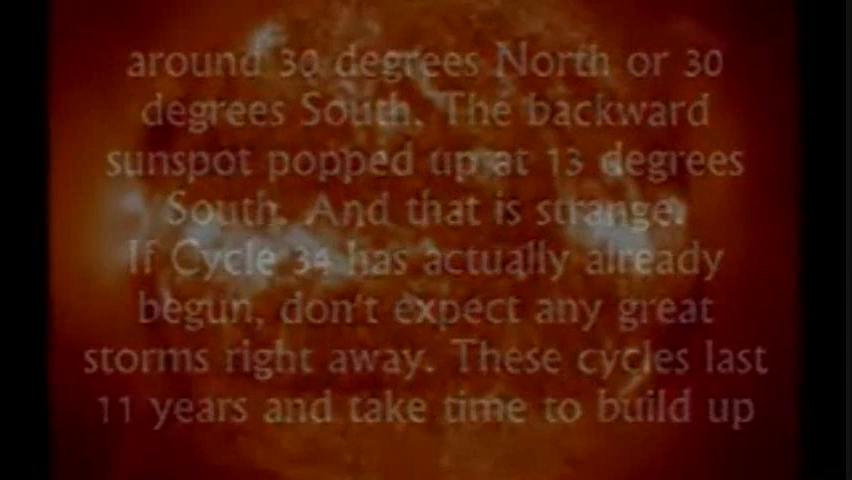 around 30 degrees North or 30
degrees South. The backward
sunspot popped up at 13 degrees
South. And that is strange.
If Cycle 34 has actually already
begun, don't expect any great
storms right away. These cycles last
11 years and take time to build up